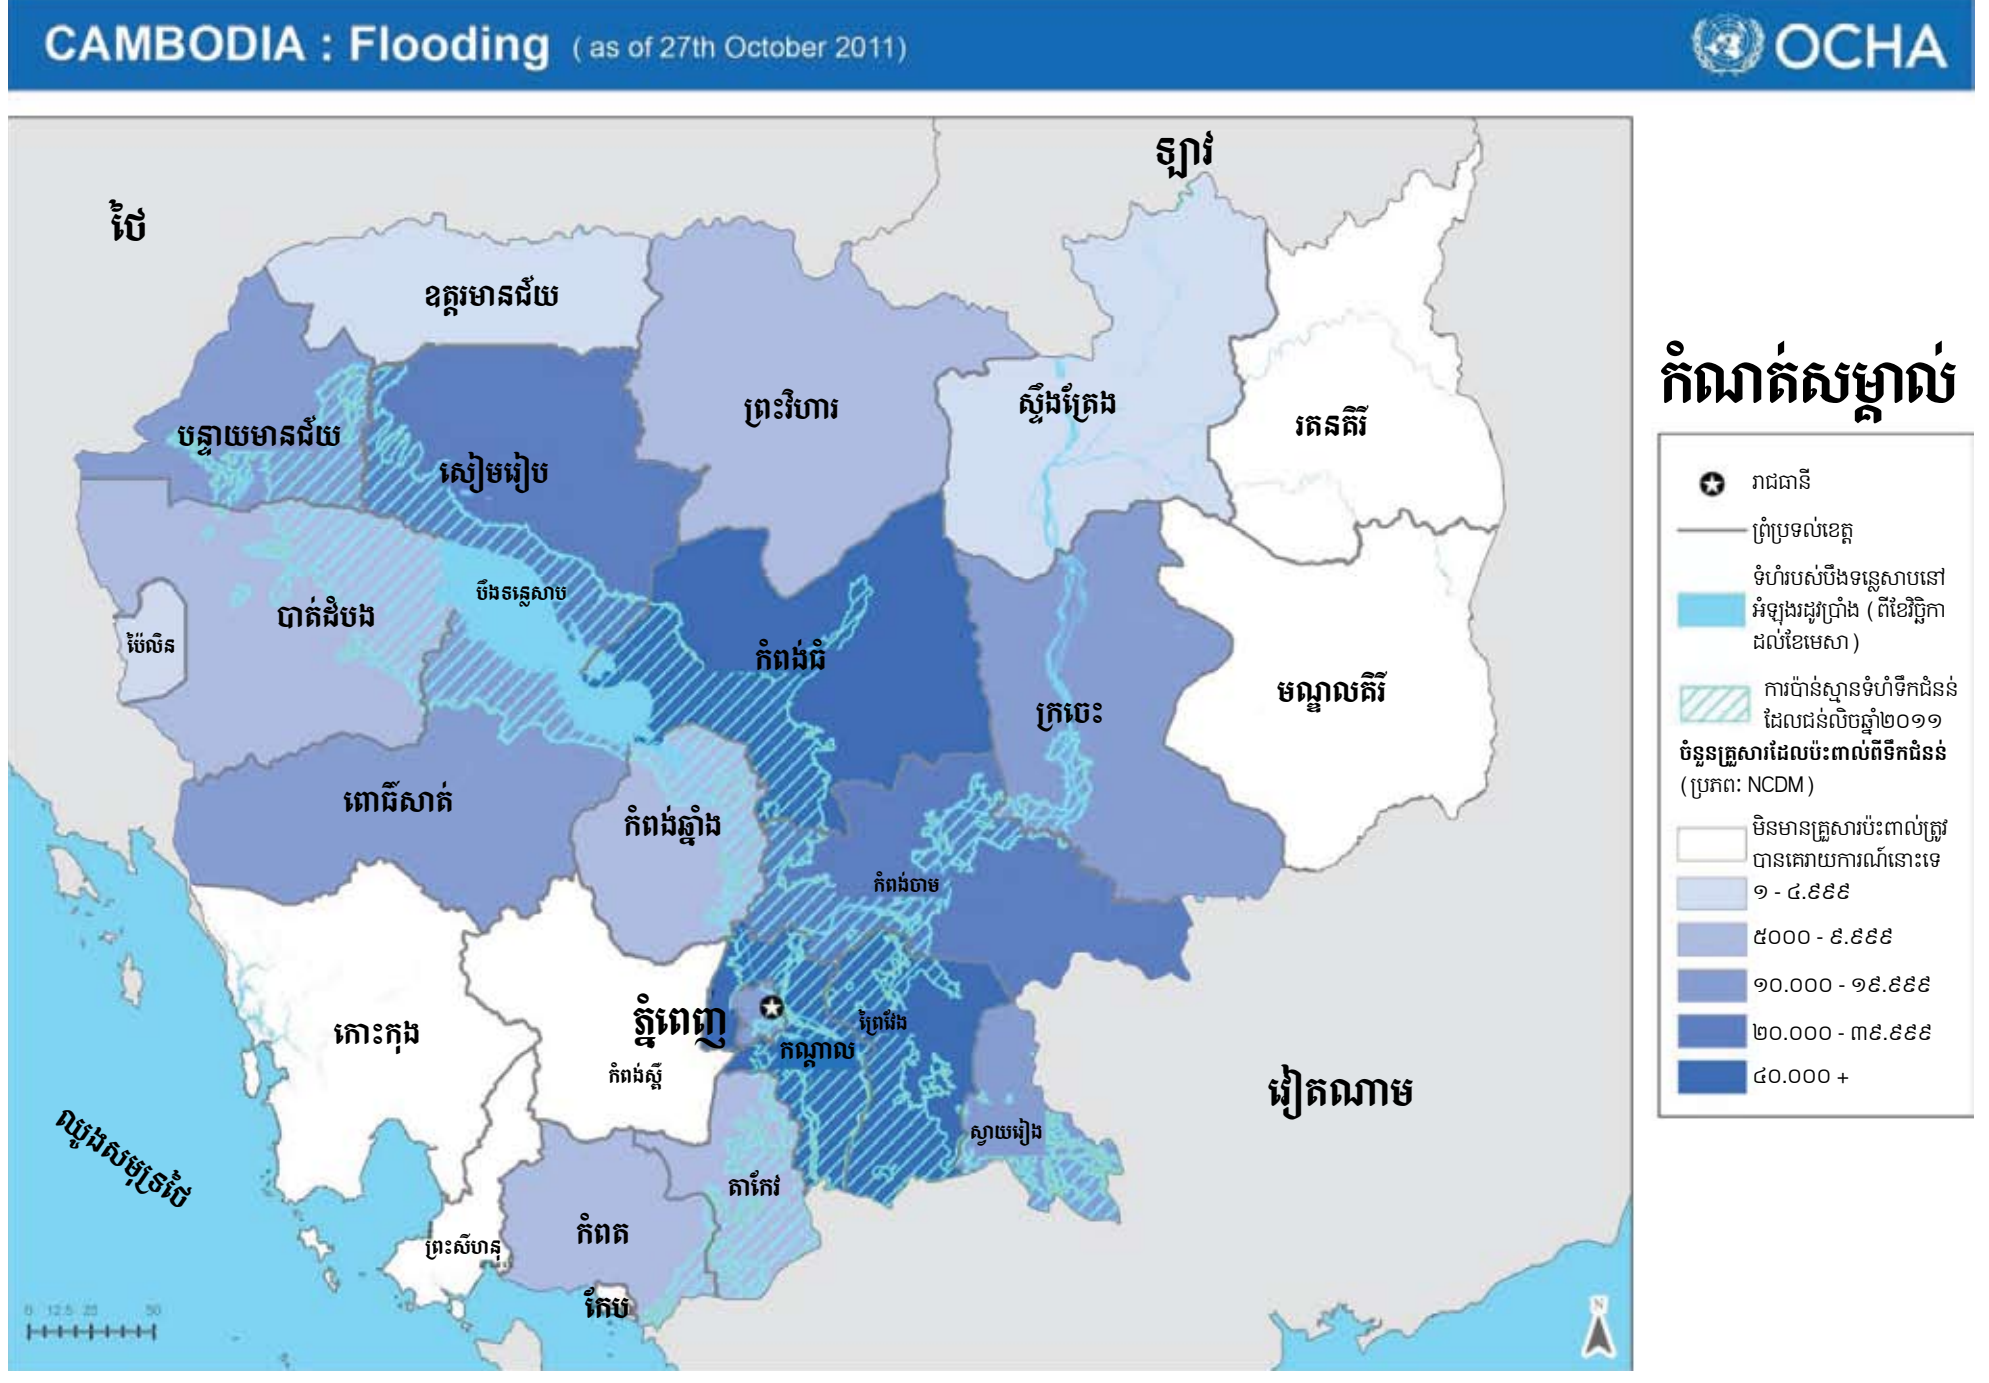 CAMBODIA : Flooding ( as of 27th October 2011)
OCHA
ឡាវ
ថៃ
ឧត្តរមានជ័យ
ព្រះវិហារ
ស្ទឹងត្រែង
រតនគិរី
បន្ទាយមានជ័យ
សៀមរៀប
បឹងទន្លេសាប
បាត់ដំបង
ប៉ៃលិន
កំពង់ធំ
ក្រចេះ
មណ្ឌលគិរី
ពោធិ៍សាត់
កំពង់ឆ្នាំង
កំពង់ចាម
កោះកុង
ភ្នំពេញ
ព្រៃវែង
កណ្តាល
កំពង់ស្ពឺ
វៀតណាម
ស្វាយរៀង
ឈូងសមុទ្រថៃ
តាកែវ
កំពត
ព្រះសីហនុ
កែប
0 12.5 25 50
N
កំណត់សម្គាល់
រាជធានី
ព្រំប្រទល់ខេត្ត
ទំហំរបស់បឹងទន្លេសាបនៅ
អំឡុងរដូវប្រាំង ( ពីខែវិច្ឆិកា
ដល់ខែមេសា )
ការប៉ាន់ស្មានទំហំទឹកជំនន់
ដែលជន់លិចឆ្នាំ២០១១
ចំនួនគ្រួសារដែលប៉ះពាល់ពីទឹកជំនន់
( ប្រភព: NCDM )
មិនមានគ្រួសារប៉ះពាល់ត្រូវ
បានគេរាយការណ៍នោះទេ
១ - ៤.៩៩៩
៥០០០ - ៩.៩៩៩
១០.០០០ - ១៩.៩៩៩
២០.០០០ - ៣៩.៩៩៩
៤០.០០០ +